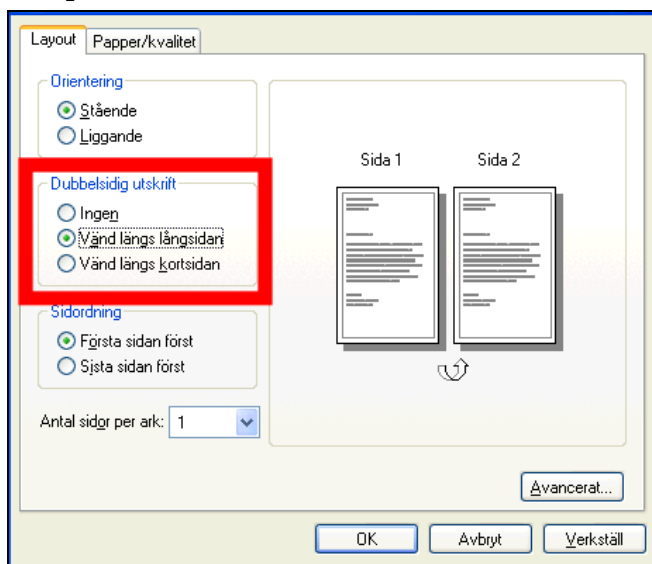 Layout
Papper/kvalitet
Orientering
Stående
Liggande
Dubbelsidig utskrift
Ingen
Vänd längs långsidan
Vänd längs kortsidan
Sidordning
Första sidan först
Sista sidan först
Antal sidor per ark: 1
Sida 1 Sida 2
Avancerat...
OK Avbryt Verkställ